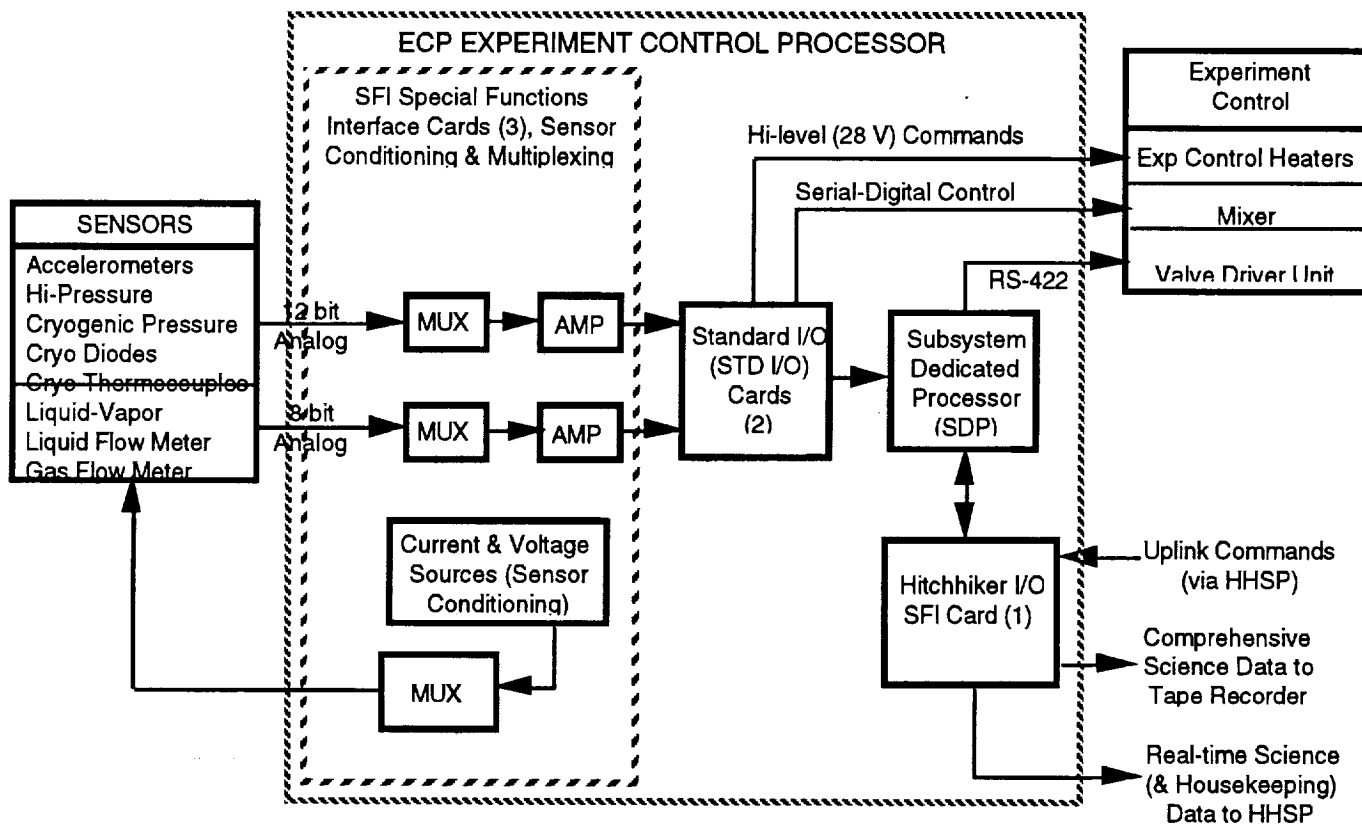 ECP EXPERIMENT CONTROL PROCESSOR
SFI Special Functions
Interface Cards (3), Sensor
Conditioning & Multiplexing
SENSORS
Accelerometers
Hi-Pressure
Cryogenic Pressure
Cryo Diodes
Cryo Thermocouples
Liquid-Vapor
Liquid Flow Meter
Gas Flow Meter
12 bit
Analog
MUX
AMP
8 bit
Analog
MUX
AMP
Current & Voltage
Sources (Sensor
Conditioning)
MUX
Standard I/O
(STD I/O)
Cards
(2)
Hi-level (28 V) Commands
Serial-Digital Control
RS-422
Subsystem
Dedicated
Processor
(SDP)
Hitchhiker I/O
SFI Card (1)
Experiment
Control
Exp Control Heaters
Mixer
Valve Driver Unit
Uplink Commands
(via HHSP)
Comprehensive
Science Data to
Tape Recorder
Real-time Science
(& Housekeeping)
Data to HHSP